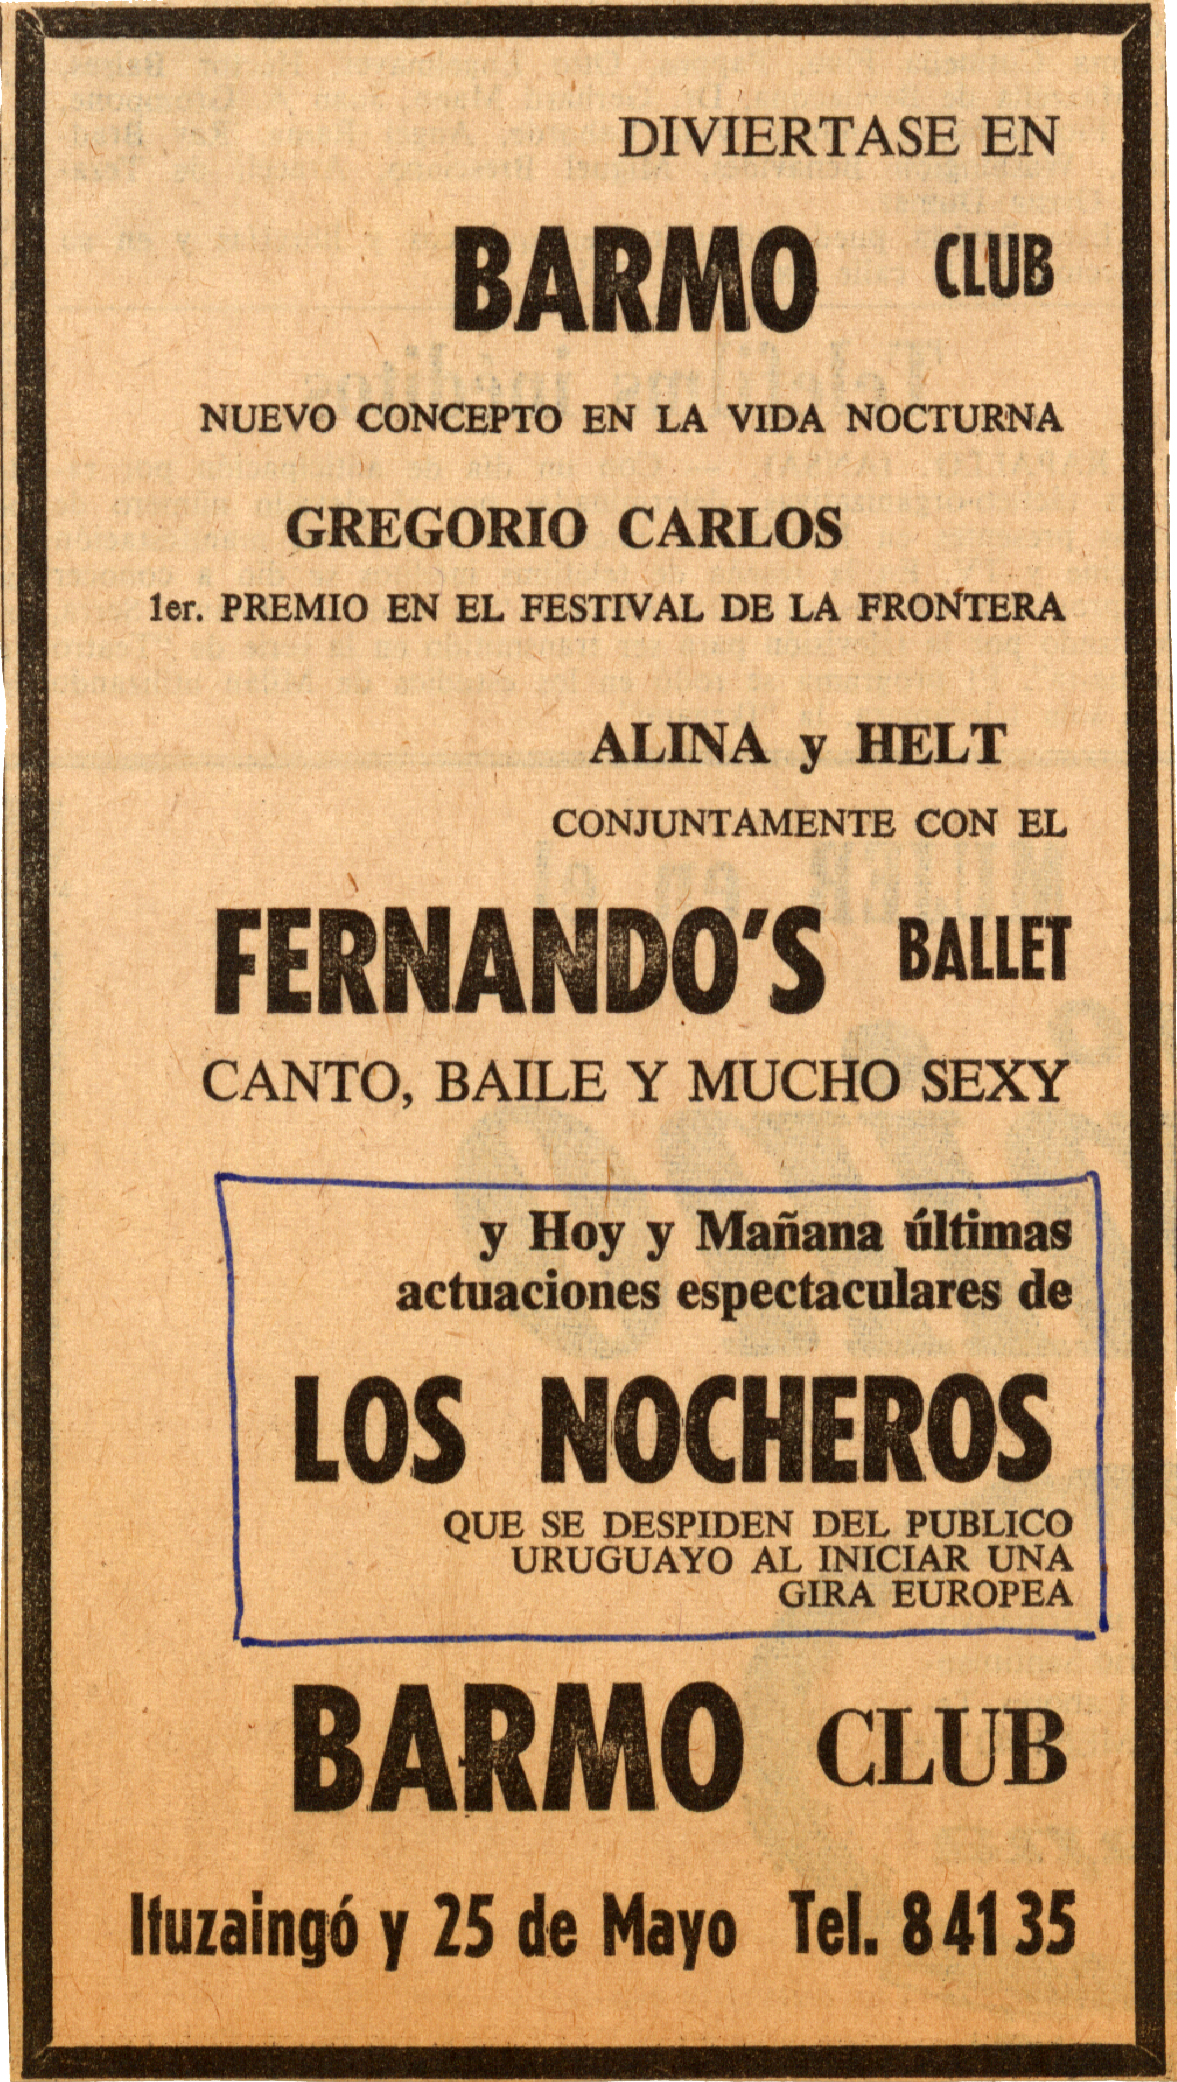 DIVIERTASE EN
BARMO CLUB
NUEVO CONCEPTO EN LA VIDA NOCTURNA
GREGORIO CARLOS
1er. PREMIO EN EL FESTIVAL DE LA FRONTERA
ALINA y HELT
CONJUNTAMENTE CON EL
FERNANDO'S BALLET
CANTO, BAILE Y MUCHO SEXY
y Hoy y Mañana últimas
actuaciones espectaculares de
LOS NOCHEROS
QUE SE DESPIDEN DEL PUBLICO
URUGUAYO AL INICIAR UNA
GIRA EUROPEA
BARMO CLUB
Ituzaingó y 25 de Mayo Tel. 8 41 35